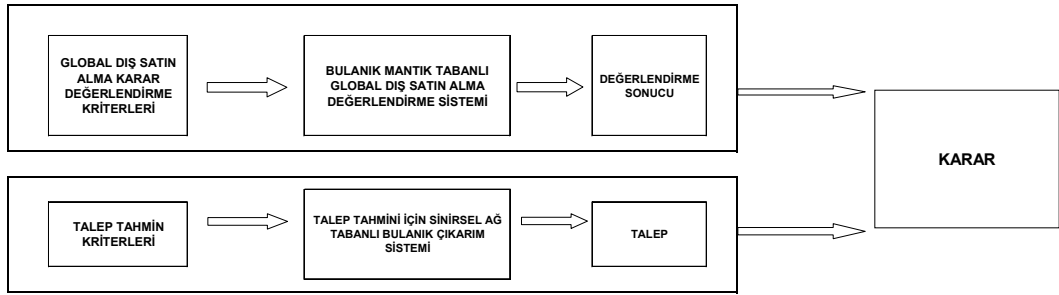 GLOBAL DIŞ SATIN
ALMA KARAR
DEĞERLENDİRME
KRİTERLERİ
BULANIK MANTIK TABANLI
GLOBAL DIŞ SATIN ALMA
DEĞERLENDİRME SİSTEMİ
DEĞERLENDİRME
SONUCU
KARAR
TALEP TAHMİN
KRİTERLERİ
TALEP TAHMİNİ İÇİN SİNİRSEL AĞ
TABANLI BULANIK ÇIKARIM
SİSTEMİ
TALEP